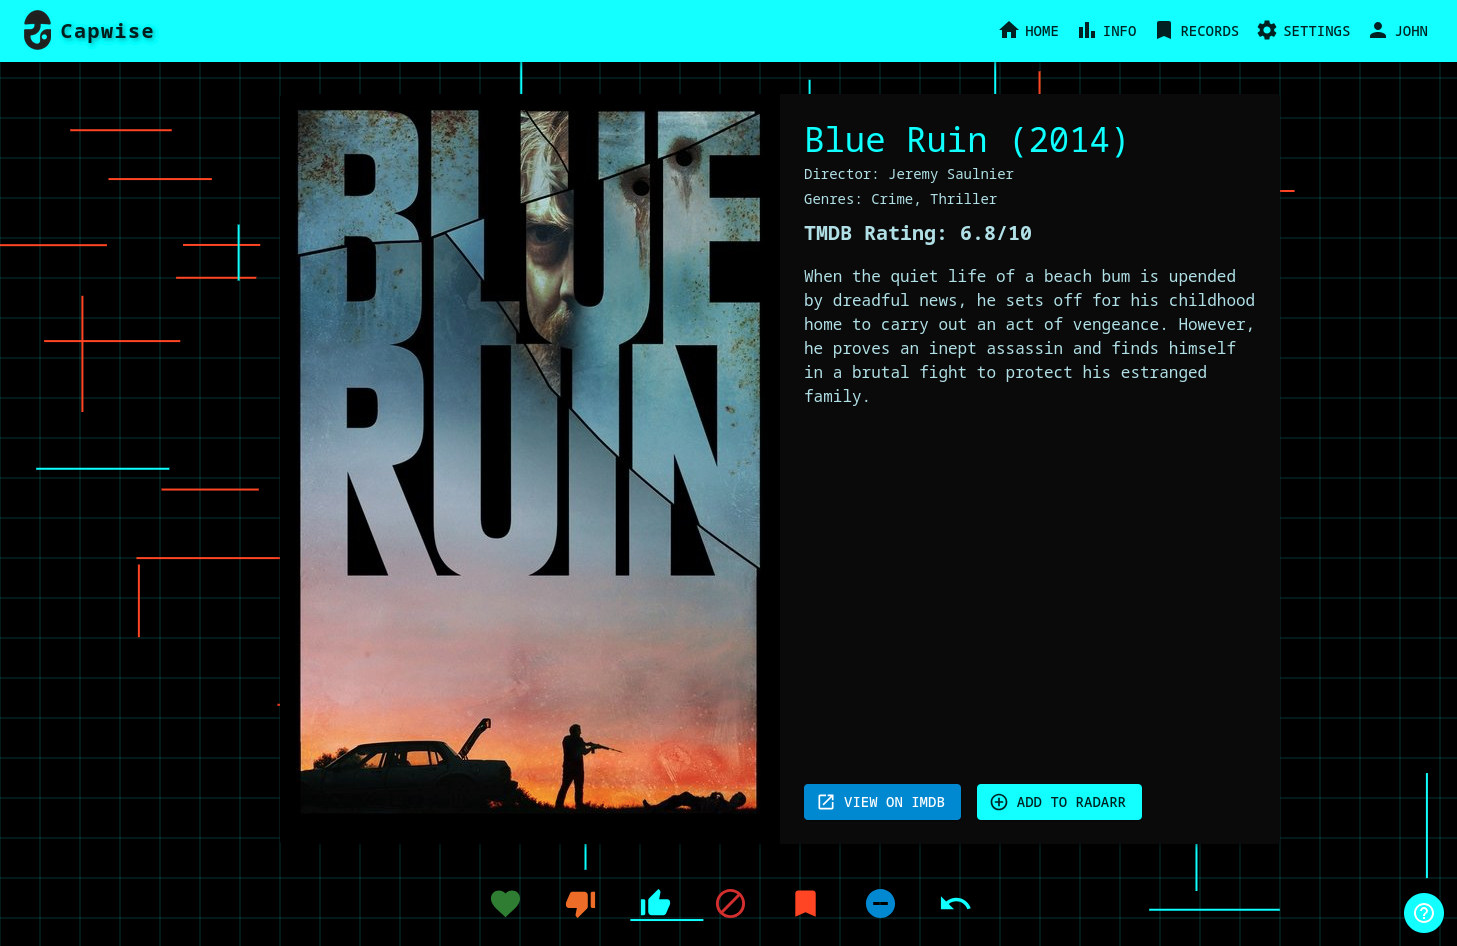 Capwise
HOME
INFO
RECORDS
SETTINGS
JOHN
BLUE
RUIN
Blue Ruin (2014)
Director: Jeremy Saulnier
Genres: Crime, Thriller
TMDB Rating: 6.8/10
When the quiet life of a beach bum is upended
by dreadful news, he sets off for his childhood
home to carry out an act of vengeance. However,
he proves an inept assassin and finds himself
in a brutal fight to protect his estranged
family.
VIEW ON IMDB
ADD TO RADARR